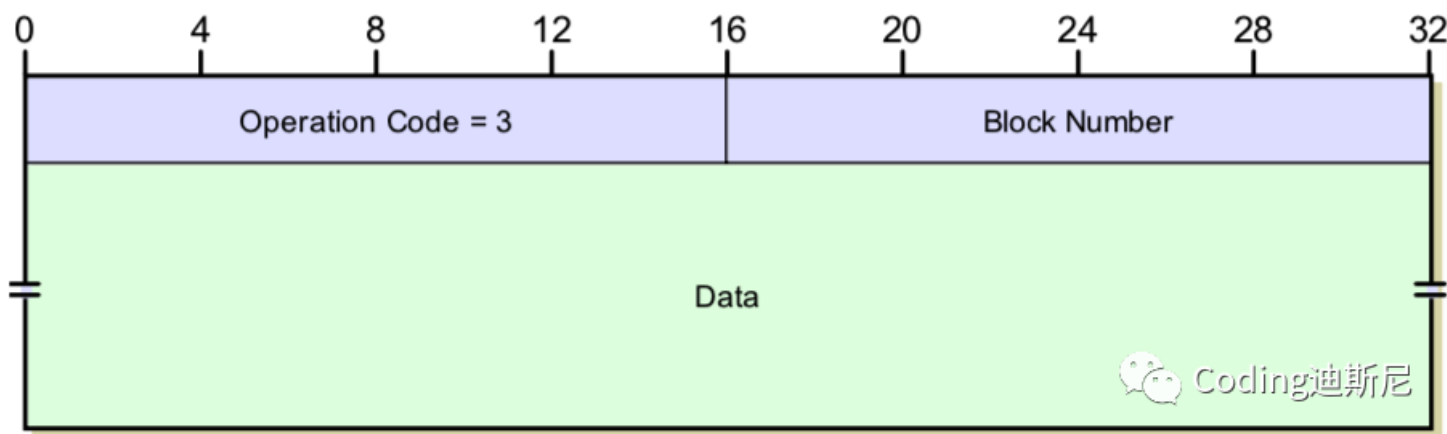 0 4 8 12 16 20 24 28 32
Operation Code = 3 Block Number
Data
Coding迪斯尼